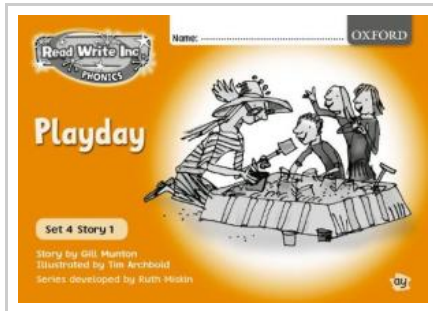 Read Write Inc.
PHONICS
Name:
OXFORD
Playday
Set 4 Story 1
Story by Gill Munton
Illustrated by Tim Archbold
Series developed by Ruth Miskin
ay